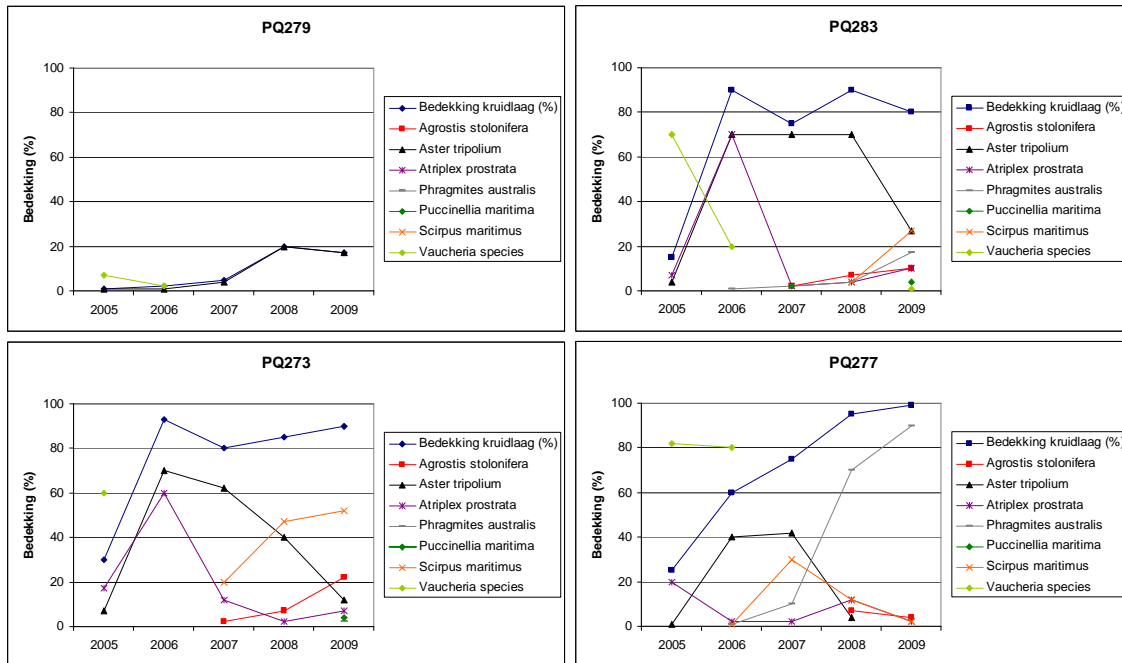 PQ279
100
80
60
40
20
0
Bedekking (%)
2005 2006 2007 2008 2009
Bedekking kruidlaag (%)
Agrostis stolonifera
Aster tripolium
Atriplex prostrata
Phragmites australis
Puccinellia maritima
Scirpus maritimus
Vaucheria species
PQ283
100
80
60
40
20
0
Bedekking (%)
2005 2006 2007 2008 2009
Bedekking kruidlaag (%)
Agrostis stolonifera
Aster tripolium
Atriplex prostrata
Phragmites australis
Puccinellia maritima
Scirpus maritimus
Vaucheria species
PQ273
100
80
60
40
20
0
Bedekking (%)
2005 2006 2007 2008 2009
Bedekking kruidlaag (%)
Agrostis stolonifera
Aster tripolium
Atriplex prostrata
Phragmites australis
Puccinellia maritima
Scirpus maritimus
Vaucheria species
PQ277
100
80
60
40
20
0
Bedekking (%)
2005 2006 2007 2008 2009
Bedekking kruidlaag (%)
Agrostis stolonifera
Aster tripolium
Atriplex prostrata
Phragmites australis
Puccinellia maritima
Scirpus maritimus
Vaucheria species